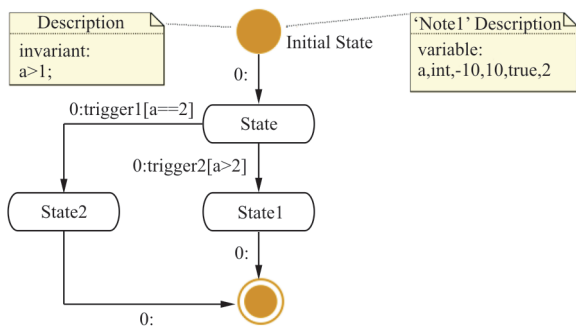 Description
invariant:
a>1;
Initial State
‘Note1’ Description
variable:
a,int,-10,10,true,2
0:
0:trigger1[a==2]
State
0:trigger2[a>2]
State2
State1
0:
0: